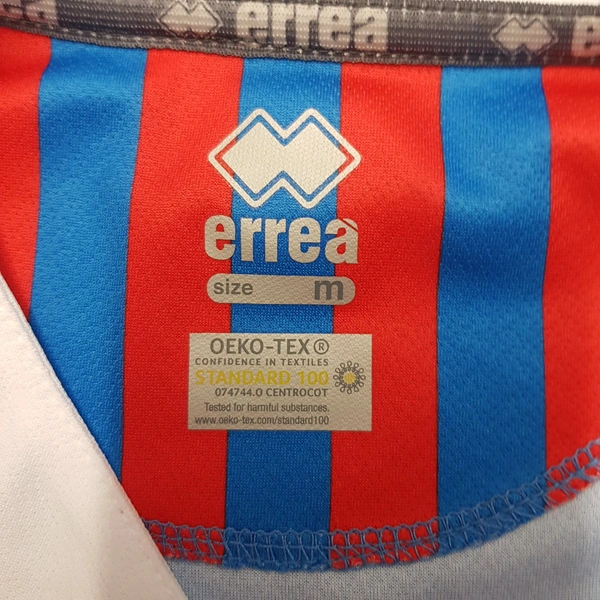 errea
erreà
size m
OEKO-TEX®
CONFIDENCE IN TEXTILES
STANDARD 100
074744.0 CENTROCOT
Tested for harmful substances.
www.oeko-tex.com/standard100